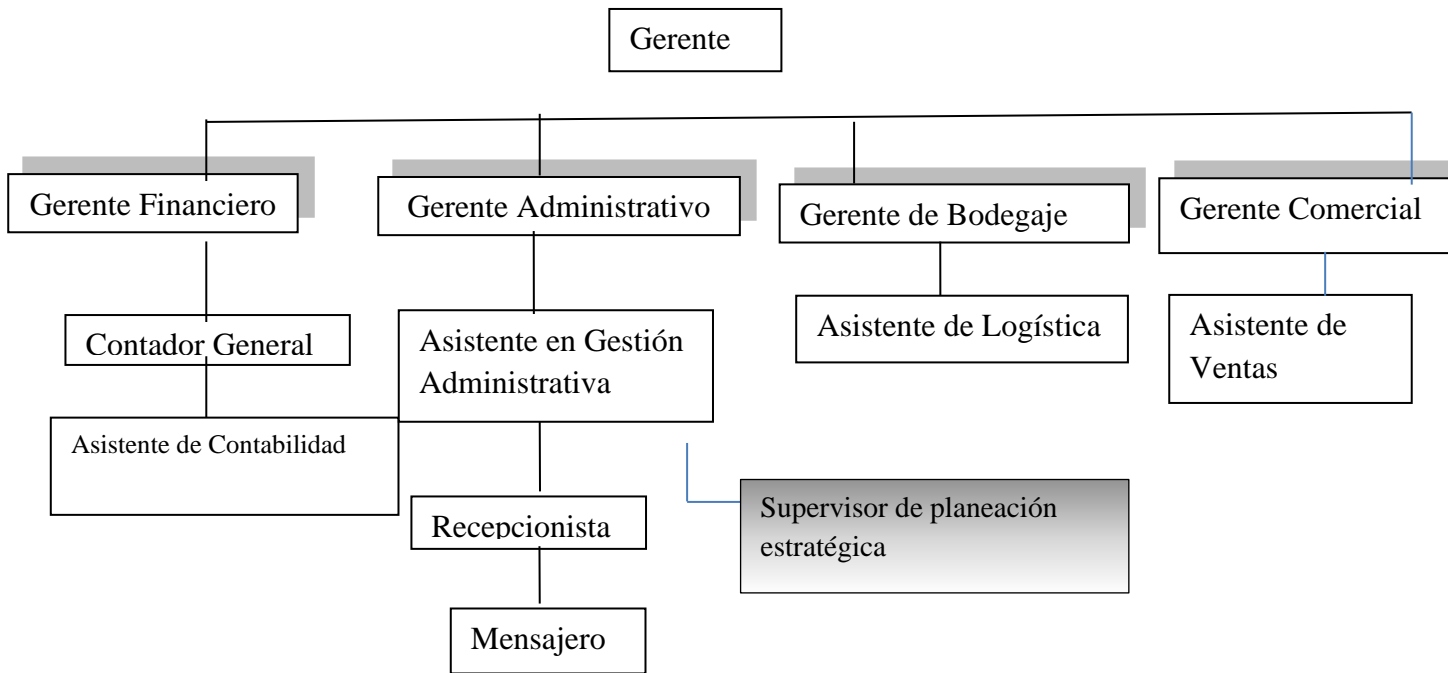 Gerente
Gerente Financiero
Gerente Administrativo
Gerente de Bodegaje
Gerente Comercial
Contador General
Asistente en Gestión
Administrativa
Asistente de Logística
Asistente de
Ventas
Asistente de Contabilidad
Recepcionista
Supervisor de planeación
estratégica
Mensajero